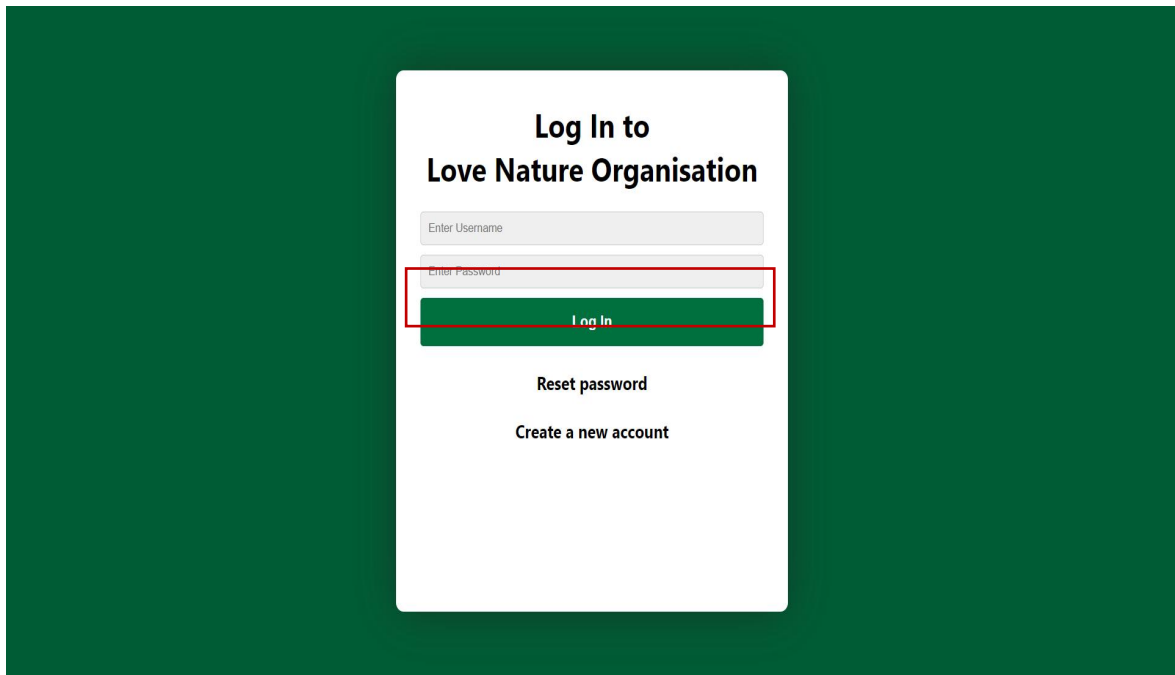 Log In to
Love Nature Organisation
Enter Username
Enter Password
Log In
Reset password
Create a new account